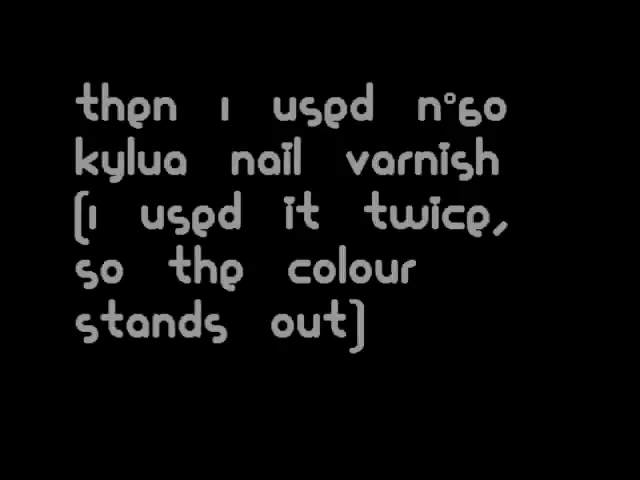 then i used n°60
kylua nail varnish
(i used it twice,
so the colour
stands out)